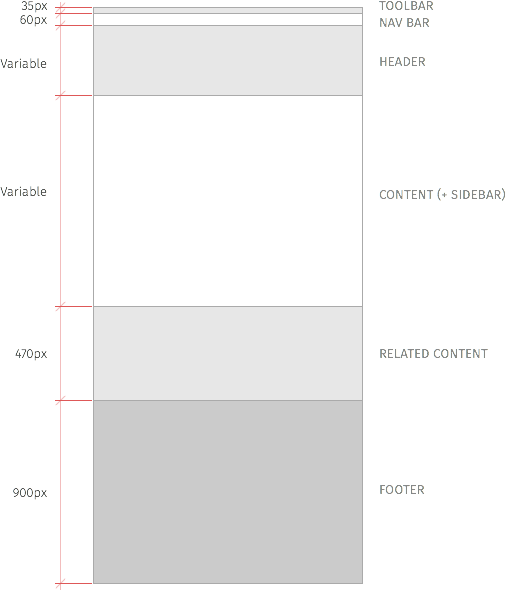 35px TOOLBAR
60px NAV BAR
Variable HEADER
Variable CONTENT (+ SIDEBAR)
470px RELATED CONTENT
900px FOOTER